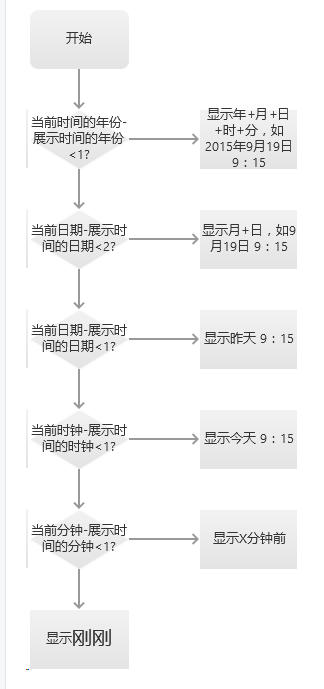 开始
当前时间的年份-
展示时间的年份
<1?
显示年+月+日
+时+分，如
2015年9月19日
9：15
当前日期-展示时
间的日期<2?
显示月+日，如9
月19日 9：15
当前日期-展示时
间的日期<1?
显示昨天 9：15
当前时钟-展示时
间的时钟<1?
显示今天 9：15
当前分钟-展示时
间的分钟<1?
显示X分钟前
显示刚刚